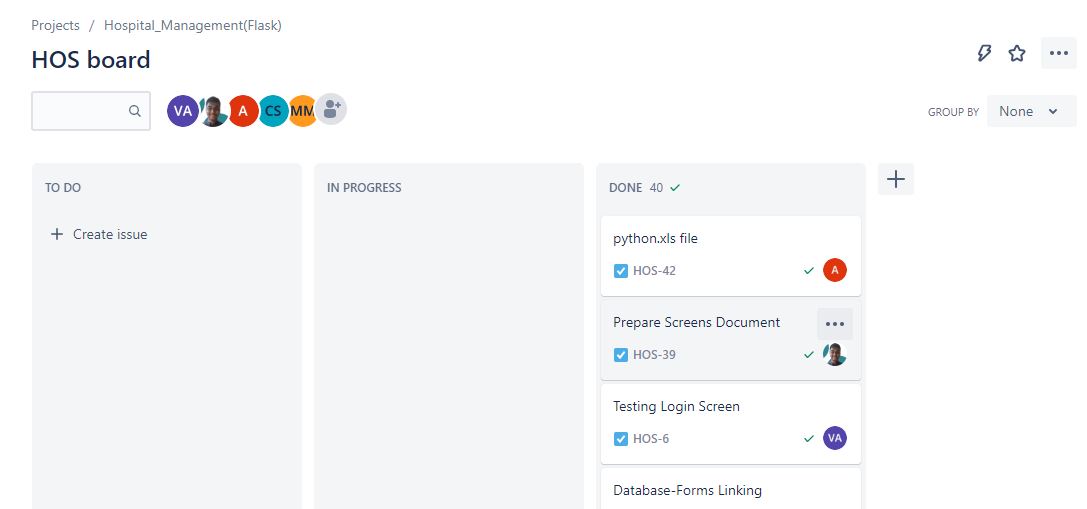 Projects / Hospital_Management(Flask)
HOS board
VA A CS MM
GROUP BY None
TO DO
IN PROGRESS
DONE 40
Create issue
python.xls file
HOS-42 A
Prepare Screens Document
HOS-39
Testing Login Screen
HOS-6 VA
Database-Forms Linking